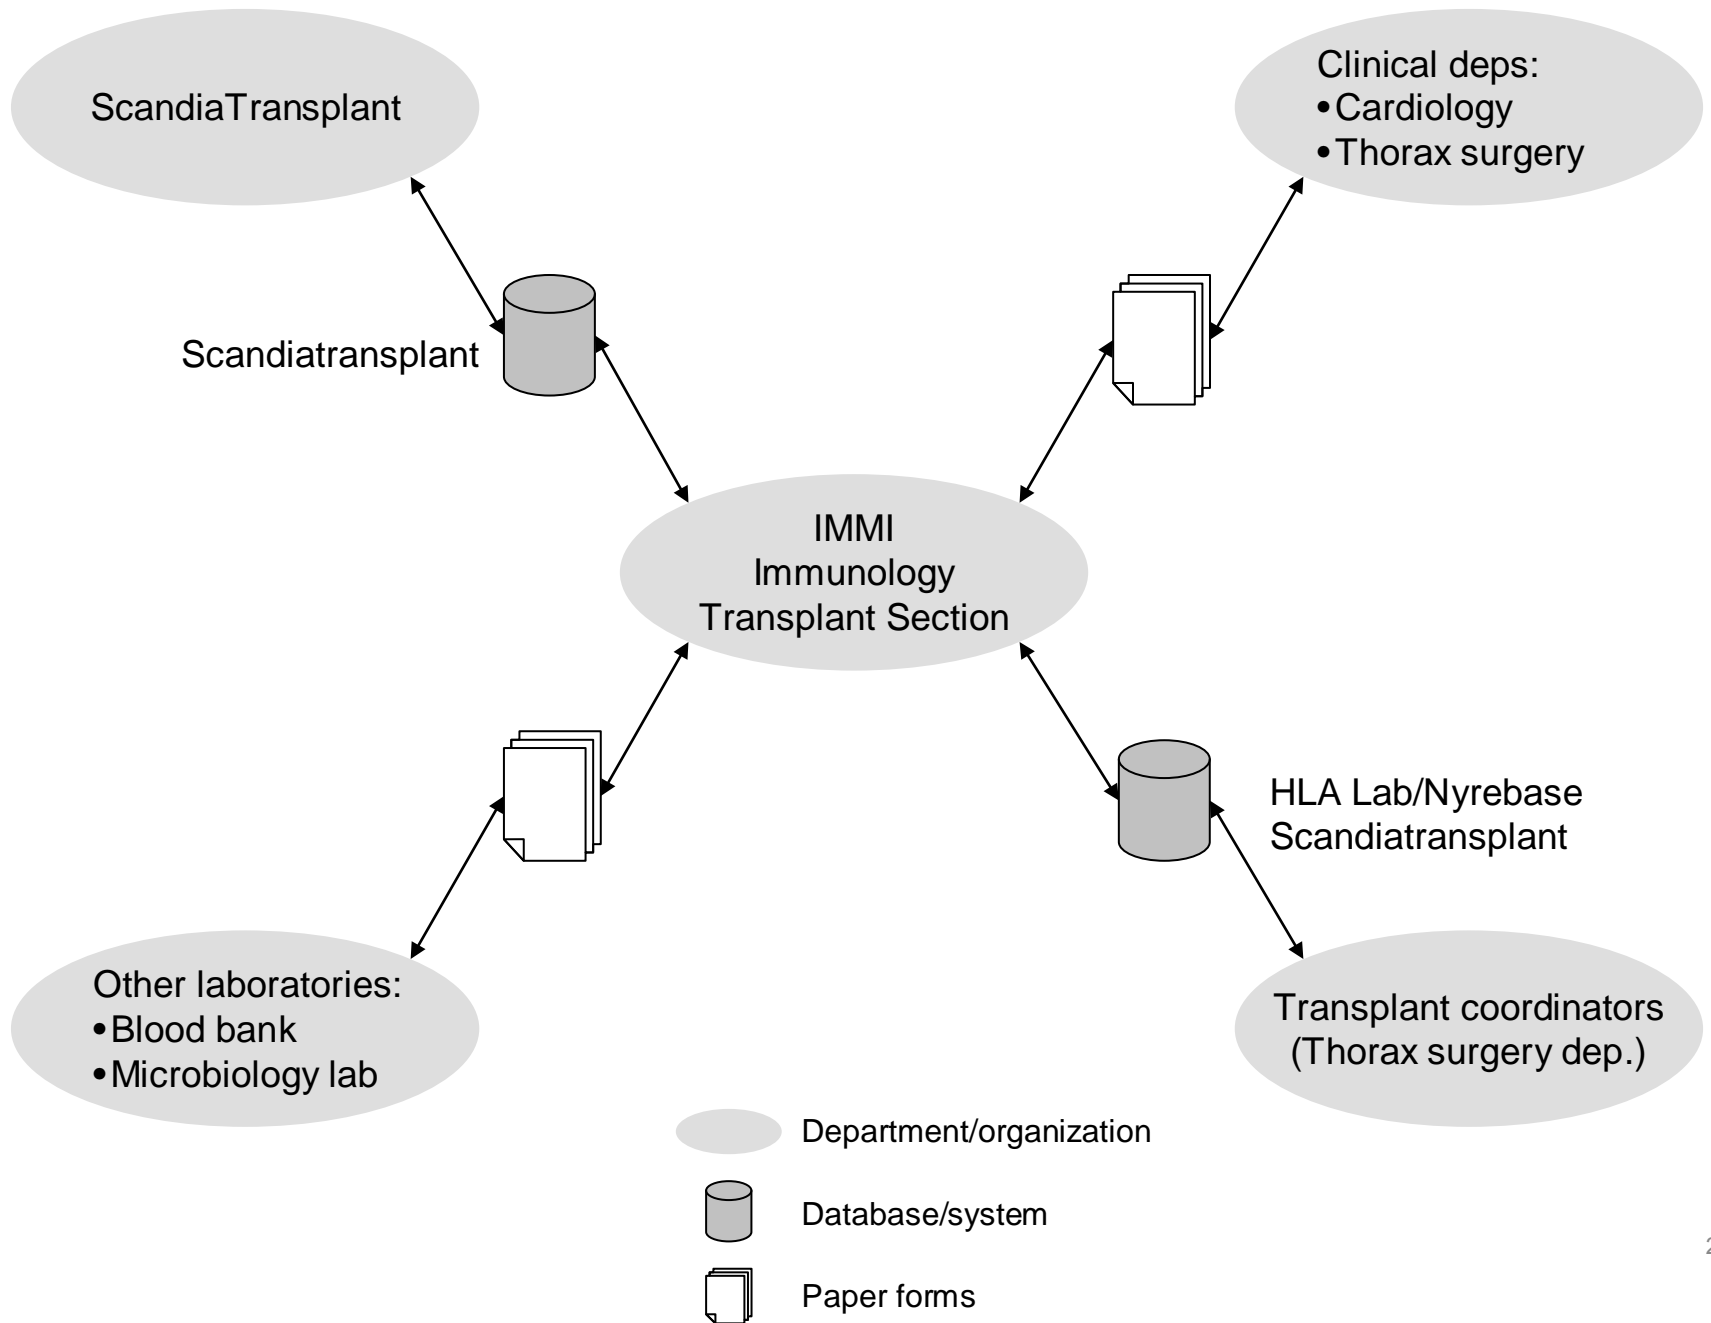 ScandiaTransplant
Clinical deps:
•Cardiology
•Thorax surgery
Scandiatransplant
IMMI
Immunology
Transplant Section
HLA Lab/Nyrebase
Scandiatransplant
Other laboratories:
•Blood bank
•Microbiology lab
Transplant coordinators
(Thorax surgery dep.)
Department/organization
Database/system
Paper forms